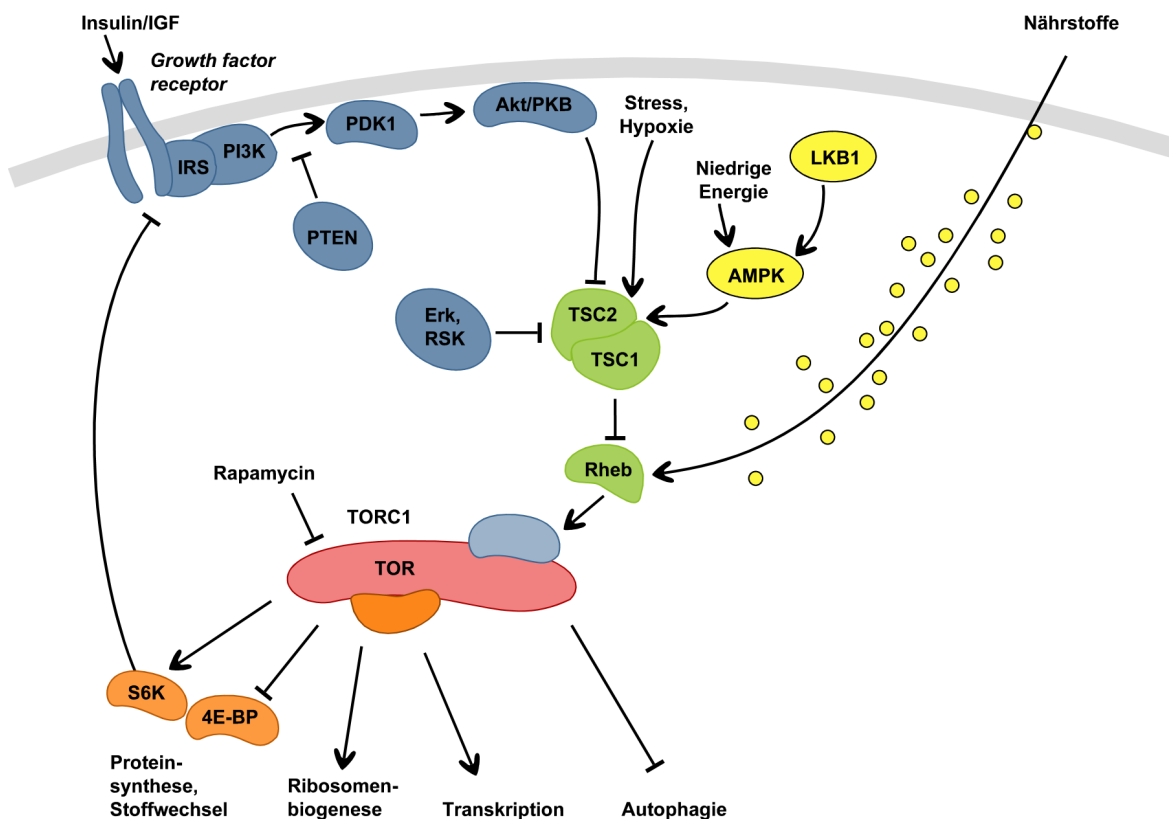 Insulin/IGF
Nährstoffe
Growth factor
receptor
Akt/PKB
Stress,
Hypoxie
PDK1
PI3K
IRS
LKB1
Niedrige
Energie
PTEN
AMPK
Erk,
RSK
TSC2
TSC1
Rheb
Rapamycin
TORC1
TOR
S6K
4E-BP
Protein-
synthese,
Stoffwechsel
Ribosomen-
biogenese
Transkription
Autophagie